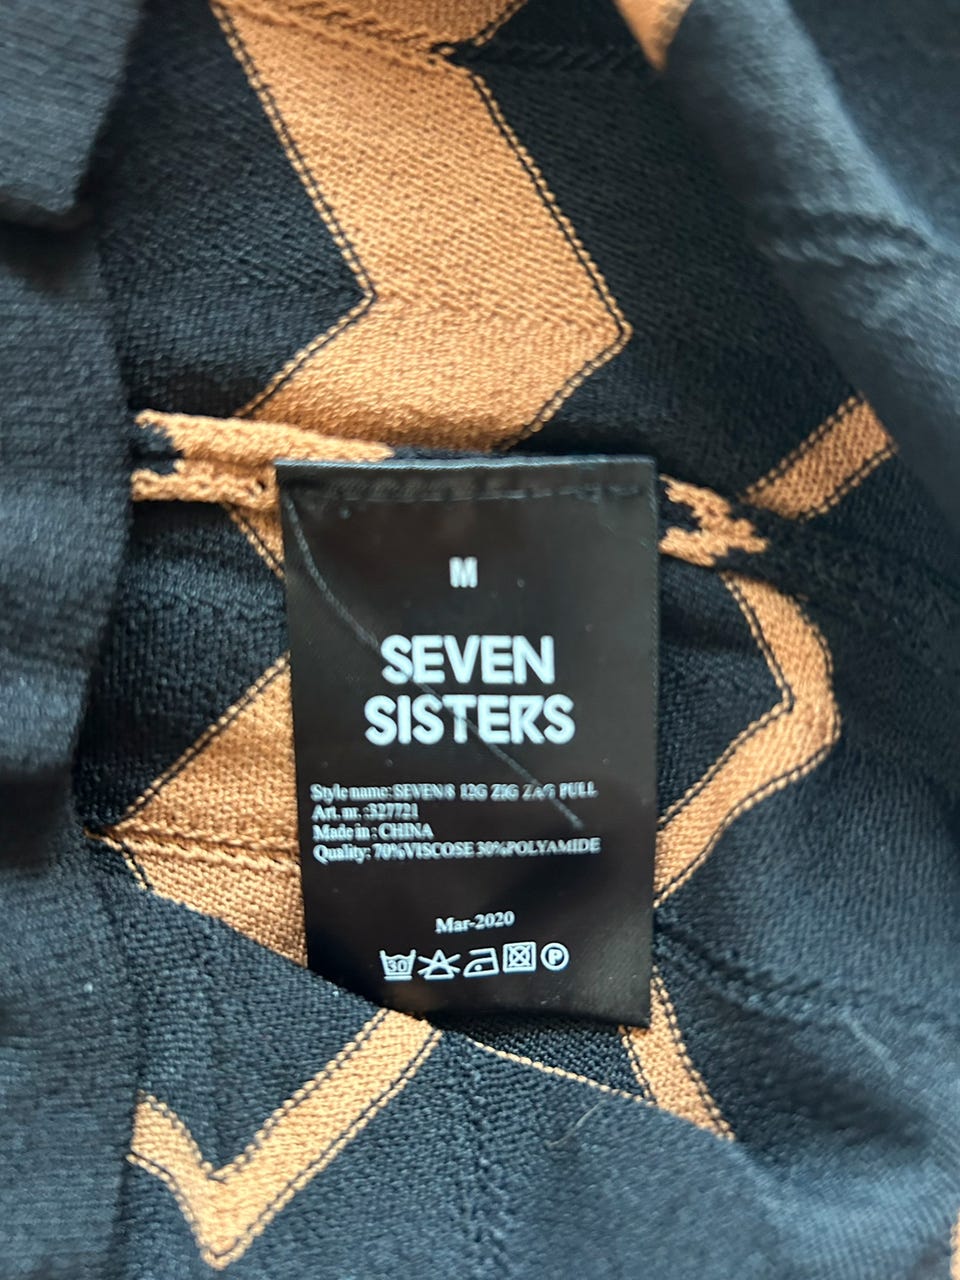 M
SEVEN
SISTERS
Style name: SEVEN8 12G ZIG ZAG PULL
Art. nr. :327721
Made in : CHINA
Quality: 70%VISCOSE 30%POLYAMIDE
Mar-2020
30 P